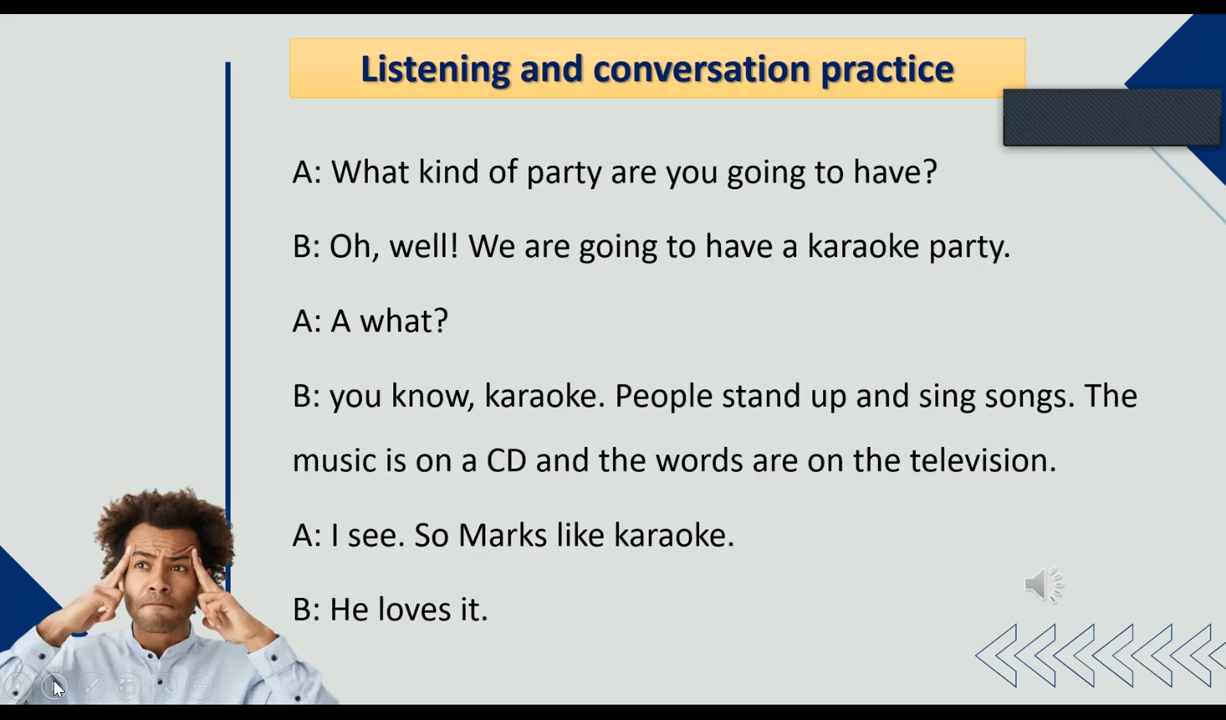 Listening and conversation practice
A: What kind of party are you going to have?
B: Oh, well! We are going to have a karaoke party.
A: A what?
B: you know, karaoke. People stand up and sing songs. The
music is on a CD and the words are on the television.
A: I see. So Marks like karaoke.
B: He loves it.